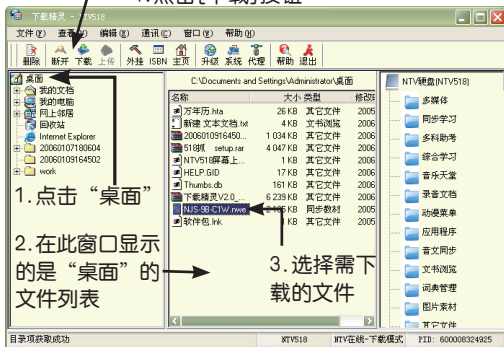 4.点击[下载]按钮
下载精灵 - NTV518
文件(F) 查看(V) 编辑(E) 通讯(C) 窗口(W) 帮助(H)
删除 断开 下载 上传 外挂 ISBN 主页 升级 系统 代理 帮助 退出
桌面
我的文档
我的电脑
网上邻居
回收站
Internet Explorer
20060107180604
20060109164502
work
1.点击“桌面”
2.在此窗口显示
的是“桌面”的
文件列表
C:\Documents and Settings\Administrator\桌面
名称 大小 类型 修改
万年历.hta 26 KB 其它文件 2006
新建 文本文档.txt 4 KB 文书浏览 2006
2006010916450... 1 034 KB 其它文件 2006
518抓 setup.rar 4 047 KB 其它文件 2006
NTV518屏幕上... 1 KB 其它文件 2006
HELP.GID 17 KB 其它文件 2006
Thumbs.db 161 KB 其它文件 2006
下载精灵V2.0_... 6 239 KB 其它文件 2006
NJS-9B-C1W.nwe KB 同步教材 2005
软件包.lnk 1 KB 其它文件 2005
3.选择需下
载的文件
NTV硬盘(NTV518)
多媒体
同步学习
多科助考
综合学习
音乐天堂
录音文档
动漫菜单
应用程序
音文同步
文书浏览
词典管理
图片素材
其它文件
目录项获取成功 NTV518 NTV在线-下载模式 PID: 600008324925